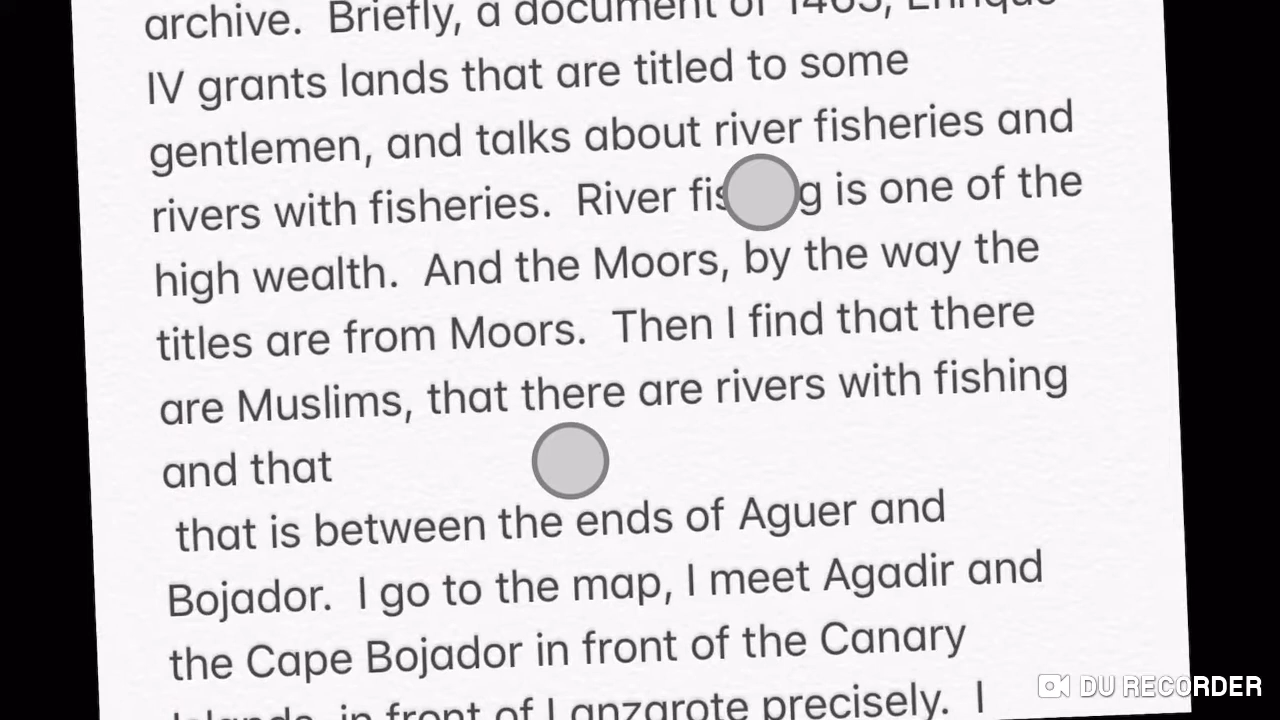 archive.  Briefly, a document of 1465, Enrique
IV grants lands that are titled to some
gentlemen, and talks about river fisheries and
rivers with fisheries.  River is one of the
high wealth.  And the Moors, by the way the
titles are from Moors.  Then I find that there
are Muslims, that there are rivers with fishing
and that
that is between the ends of Aguer and
Bojador.  I go to the map, I meet Agadir and
the Cape Bojador in front of the Canary
Islands, in front of Lanzarote precisely.  I
DU RECORDER